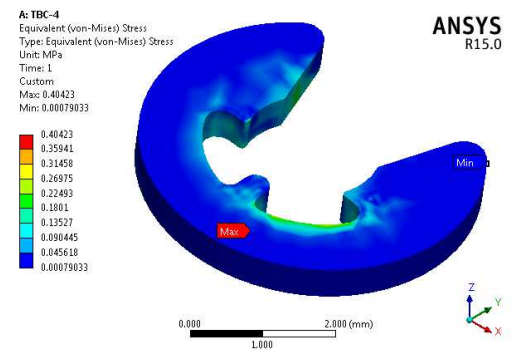 A: TBC-4
Equivalent (von-Mises) Stress
Type: Equivalent (von-Mises) Stress
Unit: MPa
Time: 1
Custom
Max: 0.40423
Min: 0.00079033
ANSYS
R15.0
0.40423
0.35941
0.31458
0.26975
0.22493
0.1801
0.13527
0.090445
0.045618
0.00079033
Min
Max
0.000
2.000 (mm)
1.000
Z
Y
X